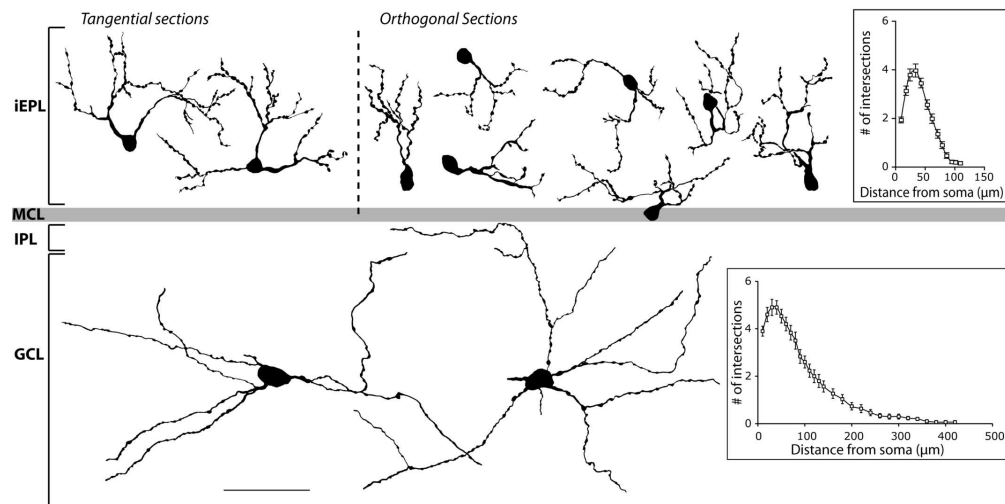 Tangential sections
Orthogonal Sections
iEPL
MCL
IPL
GCL
# of intersections
6
4
2
0
0
50
100
150
Distance from soma (µm)
# of intersections
6
4
2
0
0
100
200
300
400
500
Distance from soma (µm)